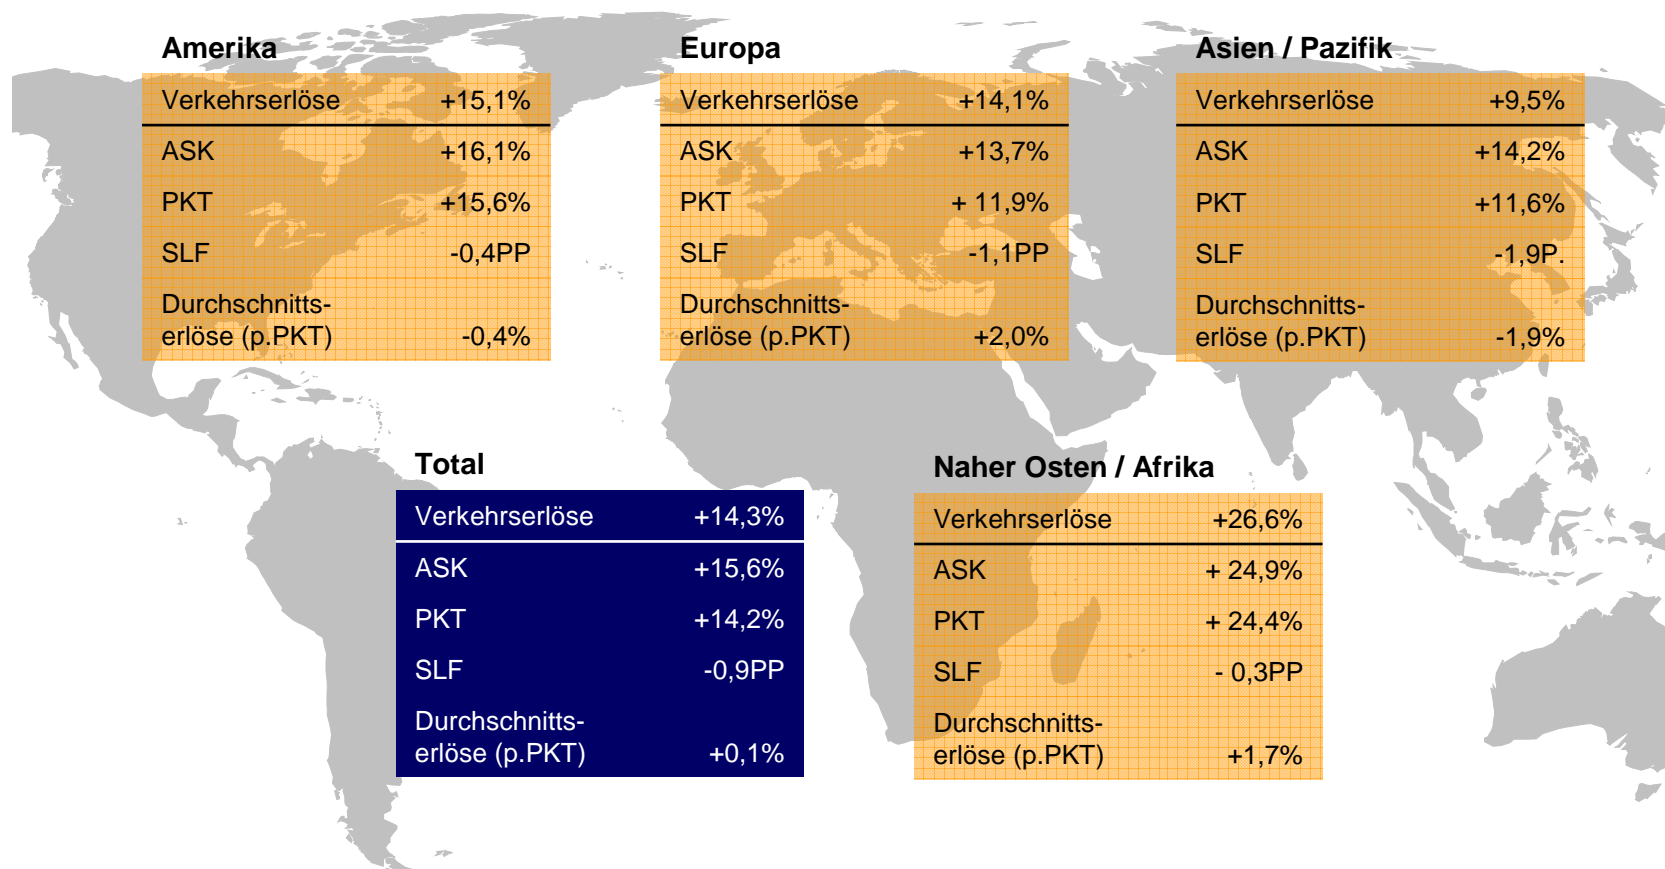 Amerika
Verkehrserlöse +15,1%
ASK +16,1%
PKT +15,6%
SLF -0,4PP
Durchschnitts-
erlöse (p.PKT) -0,4%
Europa
Verkehrserlöse +14,1%
ASK +13,7%
PKT + 11,9%
SLF -1,1PP
Durchschnitts-
erlöse (p.PKT) +2,0%
Asien / Pazifik
Verkehrserlöse +9,5%
ASK +14,2%
PKT +11,6%
SLF -1,9P.
Durchschnitts-
erlöse (p.PKT) -1,9%
Total
Verkehrserlöse +14,3%
ASK +15,6%
PKT +14,2%
SLF -0,9PP
Durchschnitts-
erlöse (p.PKT) +0,1%
Naher Osten / Afrika
Verkehrserlöse +26,6%
ASK + 24,9%
PKT + 24,4%
SLF - 0,3PP
Durchschnitts-
erlöse (p.PKT) +1,7%